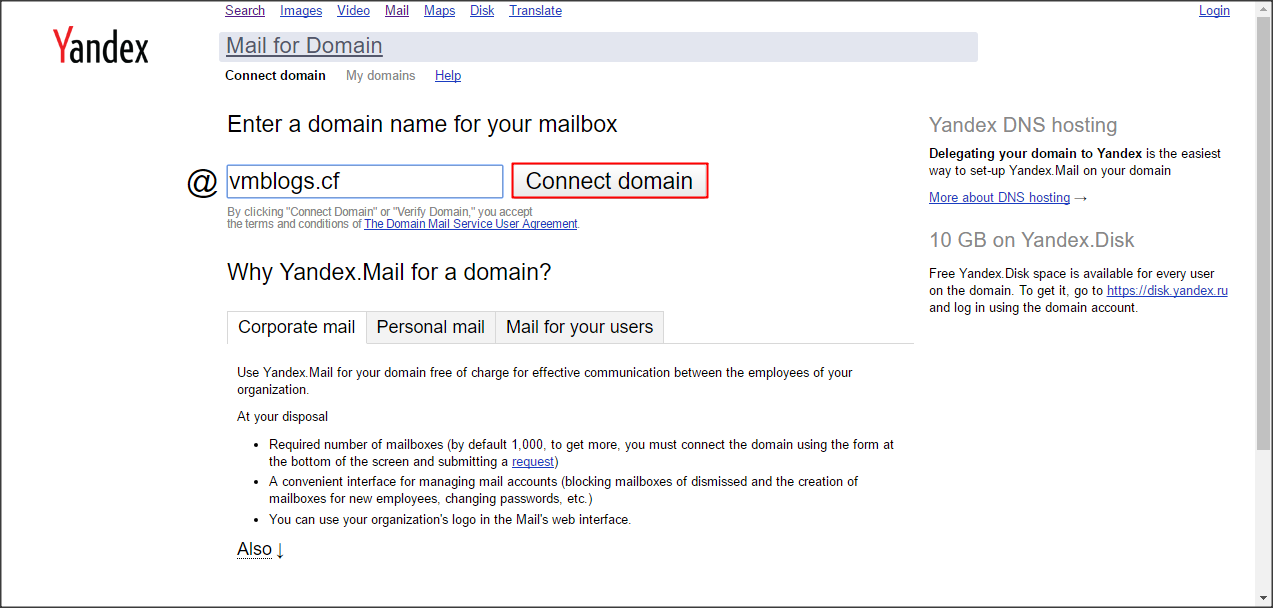 Search Images Video Mail Maps Disk Translate Login
Yandex
Mail for Domain
Connect domain My domains Help
Enter a domain name for your mailbox
@ vmblogs.cf Connect domain
By clicking "Connect Domain" or "Verify Domain," you accept
the terms and conditions of The Domain Mail Service User Agreement.
Why Yandex.Mail for a domain?
Corporate mail Personal mail Mail for your users
Use Yandex.Mail for your domain free of charge for effective communication between the employees of your
organization.
At your disposal
• Required number of mailboxes (by default 1,000, to get more, you must connect the domain using the form at
the bottom of the screen and submitting a request)
• A convenient interface for managing mail accounts (blocking mailboxes of dismissed and the creation of
mailboxes for new employees, changing passwords, etc.)
• You can use your organization's logo in the Mail's web interface.
Also ↓
Yandex DNS hosting
Delegating your domain to Yandex is the easiest
way to set-up Yandex.Mail on your domain
More about DNS hosting →
10 GB on Yandex.Disk
Free Yandex.Disk space is available for every user
on the domain. To get it, go to https://disk.yandex.ru
and log in using the domain account.